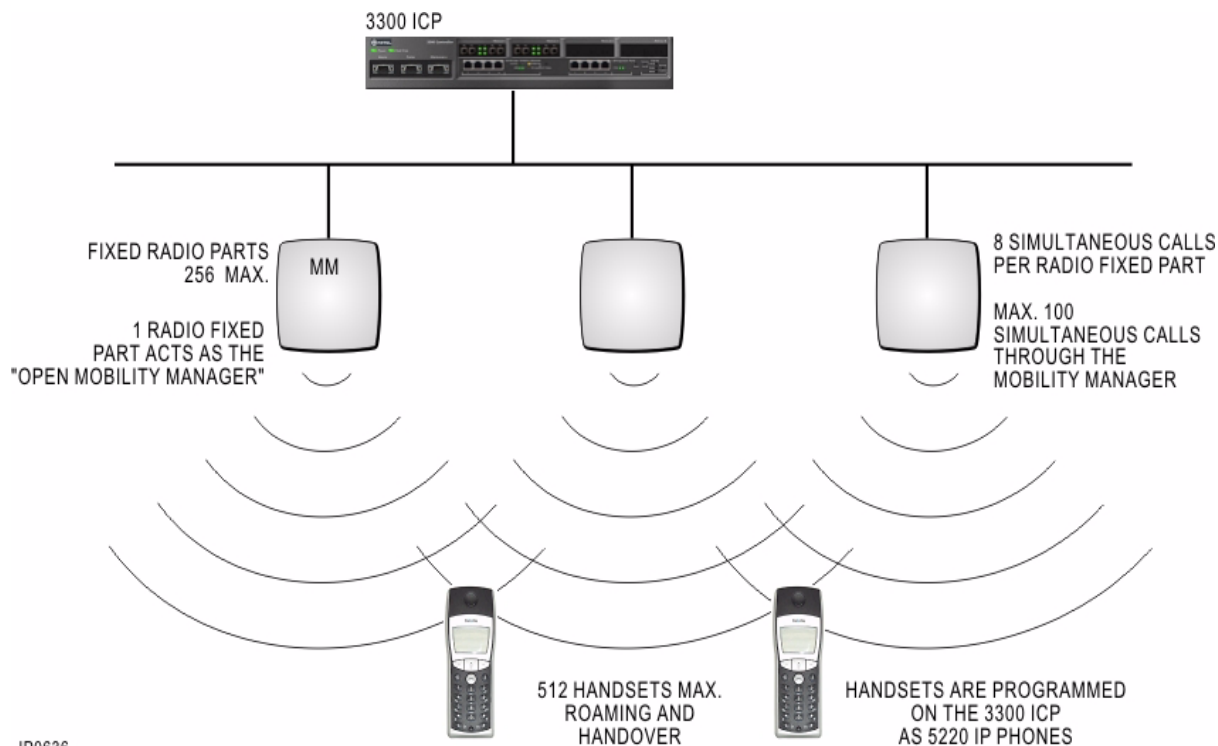 3300 ICP
FIXED RADIO PARTS
256 MAX.
1 RADIO FIXED
PART ACTS AS THE
"OPEN MOBILITY MANAGER"
MM
8 SIMULTANEOUS CALLS
PER RADIO FIXED PART
MAX. 100
SIMULTANEOUS CALLS
THROUGH THE
MOBILITY MANAGER
512 HANDSETS MAX.
ROAMING AND
HANDOVER
HANDSETS ARE PROGRAMMED
ON THE 3300 ICP
AS 5220 IP PHONES